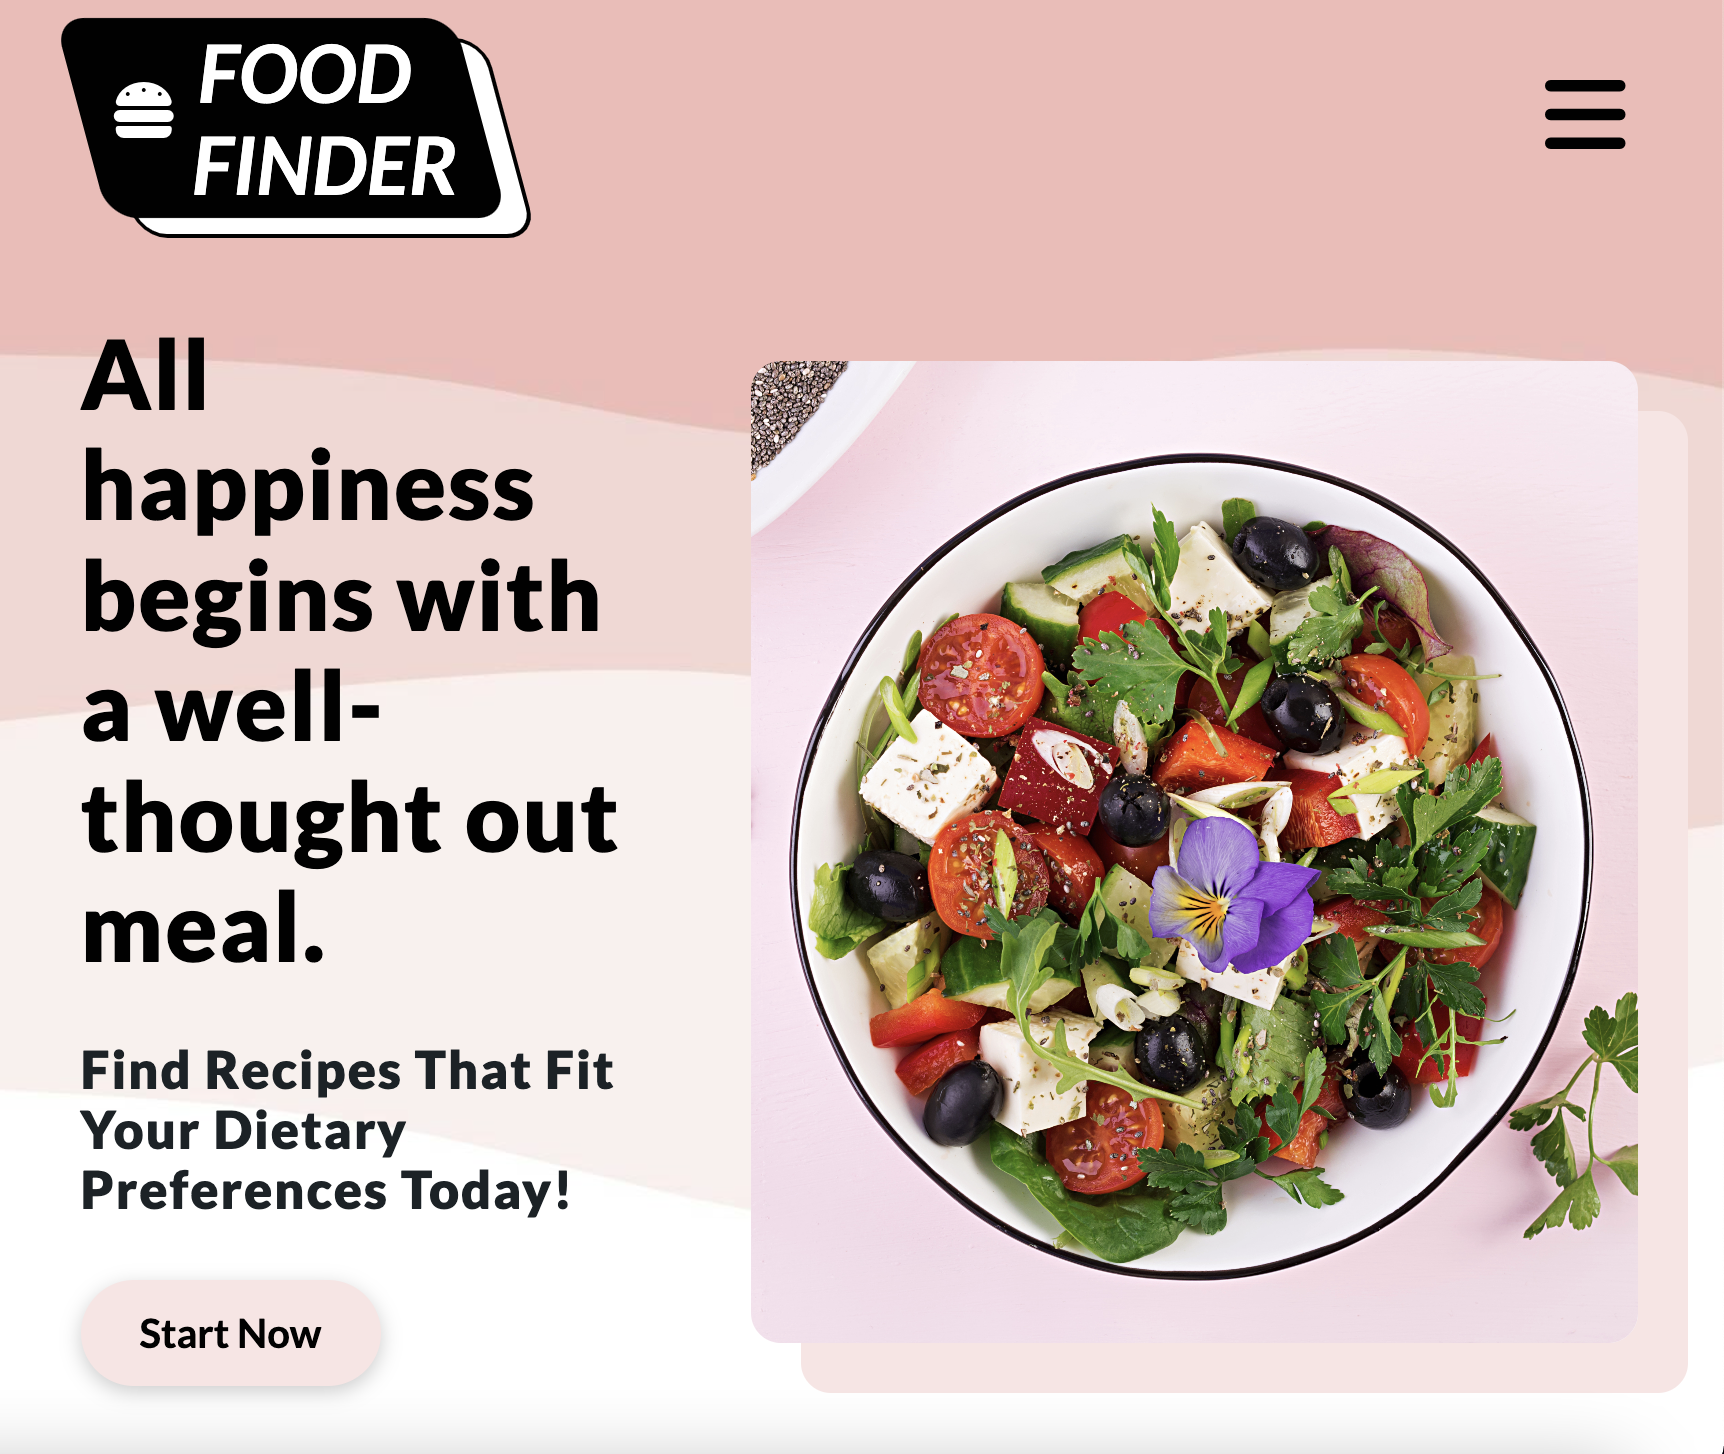 FOOD
FINDER
All
happiness
begins with
a well-
thought out
meal.
Find Recipes That Fit
Your Dietary
Preferences Today!
Start Now